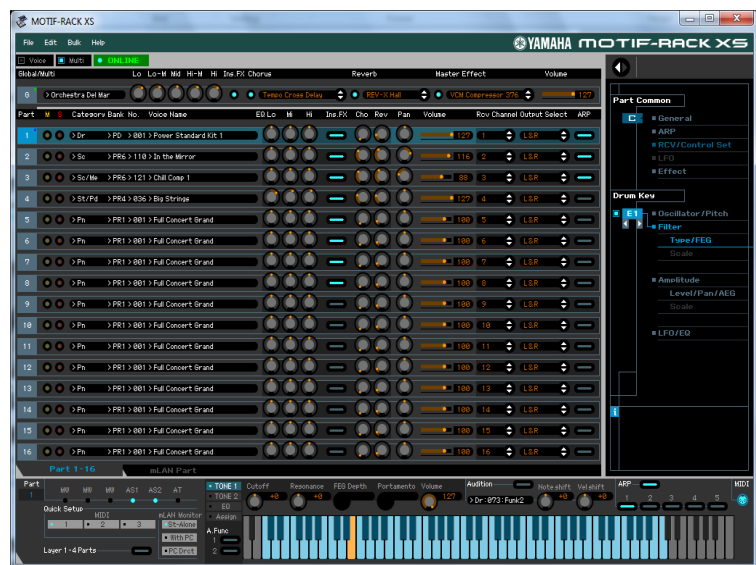 MOTIF-RACK XS
File Edit Bulk Help
YAMAHA MOTIF-RACK XS
Voice Multi ONLINE
Global/Multi Lo Lo-M Mid Hi-M Hi Ins.FX Chorus Reverb Master Effect Volume
Orchestra Del Mar Tempo Cross Delay REV-X Hall VCM Compressor 376 127
Part M S Category Bank No. Voice Name EQ Lo Mi Hi Ins.FX Cho Rev Pan Volume Rcv Channel Output Select ARP
1 Dr PD 001 Power Standard Kit 1 127 1 L&R
2 Sc PR6 110 In the Mirror 116 2 L&R
3 Sc/Me PR6 121 Chill Comp 1 88 3 L&R
4 St/Pd PR4 036 Big Strings 127 4 L&R
5 Pn PR1 001 Full Concert Grand 100 5 L&R
6 Pn PR1 001 Full Concert Grand 100 6 L&R
7 Pn PR1 001 Full Concert Grand 100 7 L&R
8 Pn PR1 001 Full Concert Grand 100 8 L&R
9 Pn PR1 001 Full Concert Grand 100 9 L&R
10 Pn PR1 001 Full Concert Grand 100 10 L&R
11 Pn PR1 001 Full Concert Grand 100 11 L&R
12 Pn PR1 001 Full Concert Grand 100 12 L&R
13 Pn PR1 001 Full Concert Grand 100 13 L&R
14 Pn PR1 001 Full Concert Grand 100 14 L&R
15 Pn PR1 001 Full Concert Grand 100 15 L&R
16 Pn PR1 001 Full Concert Grand 100 16 L&R
Part 1-16 mLAN Part
Part Common
C General
ARP
RCV/Control Set
LFO
Effect
Drum Key
E1 Oscillator/Pitch
Filter
Type/FEG
Scale
Amplitude
Level/Pan/AEG
Scale
LFO/EQ
i
Part
1
MW MW MW AS1 AS2 AT
Quick Setup
MIDI
1 2 3
mLAN Monitor
St-Alone
With PC
PC Drct
Layer 1-4 Parts
TONE 1
TONE 2
EQ
Assign
A.Func
1
2
Cutoff Resonance FEG Depth Portamento Volume
+0 +0 127
Audition Note shift Vel shift
Dr:073:Funk2 +0 +0
ARP
1 2 3 4 5
MIDI